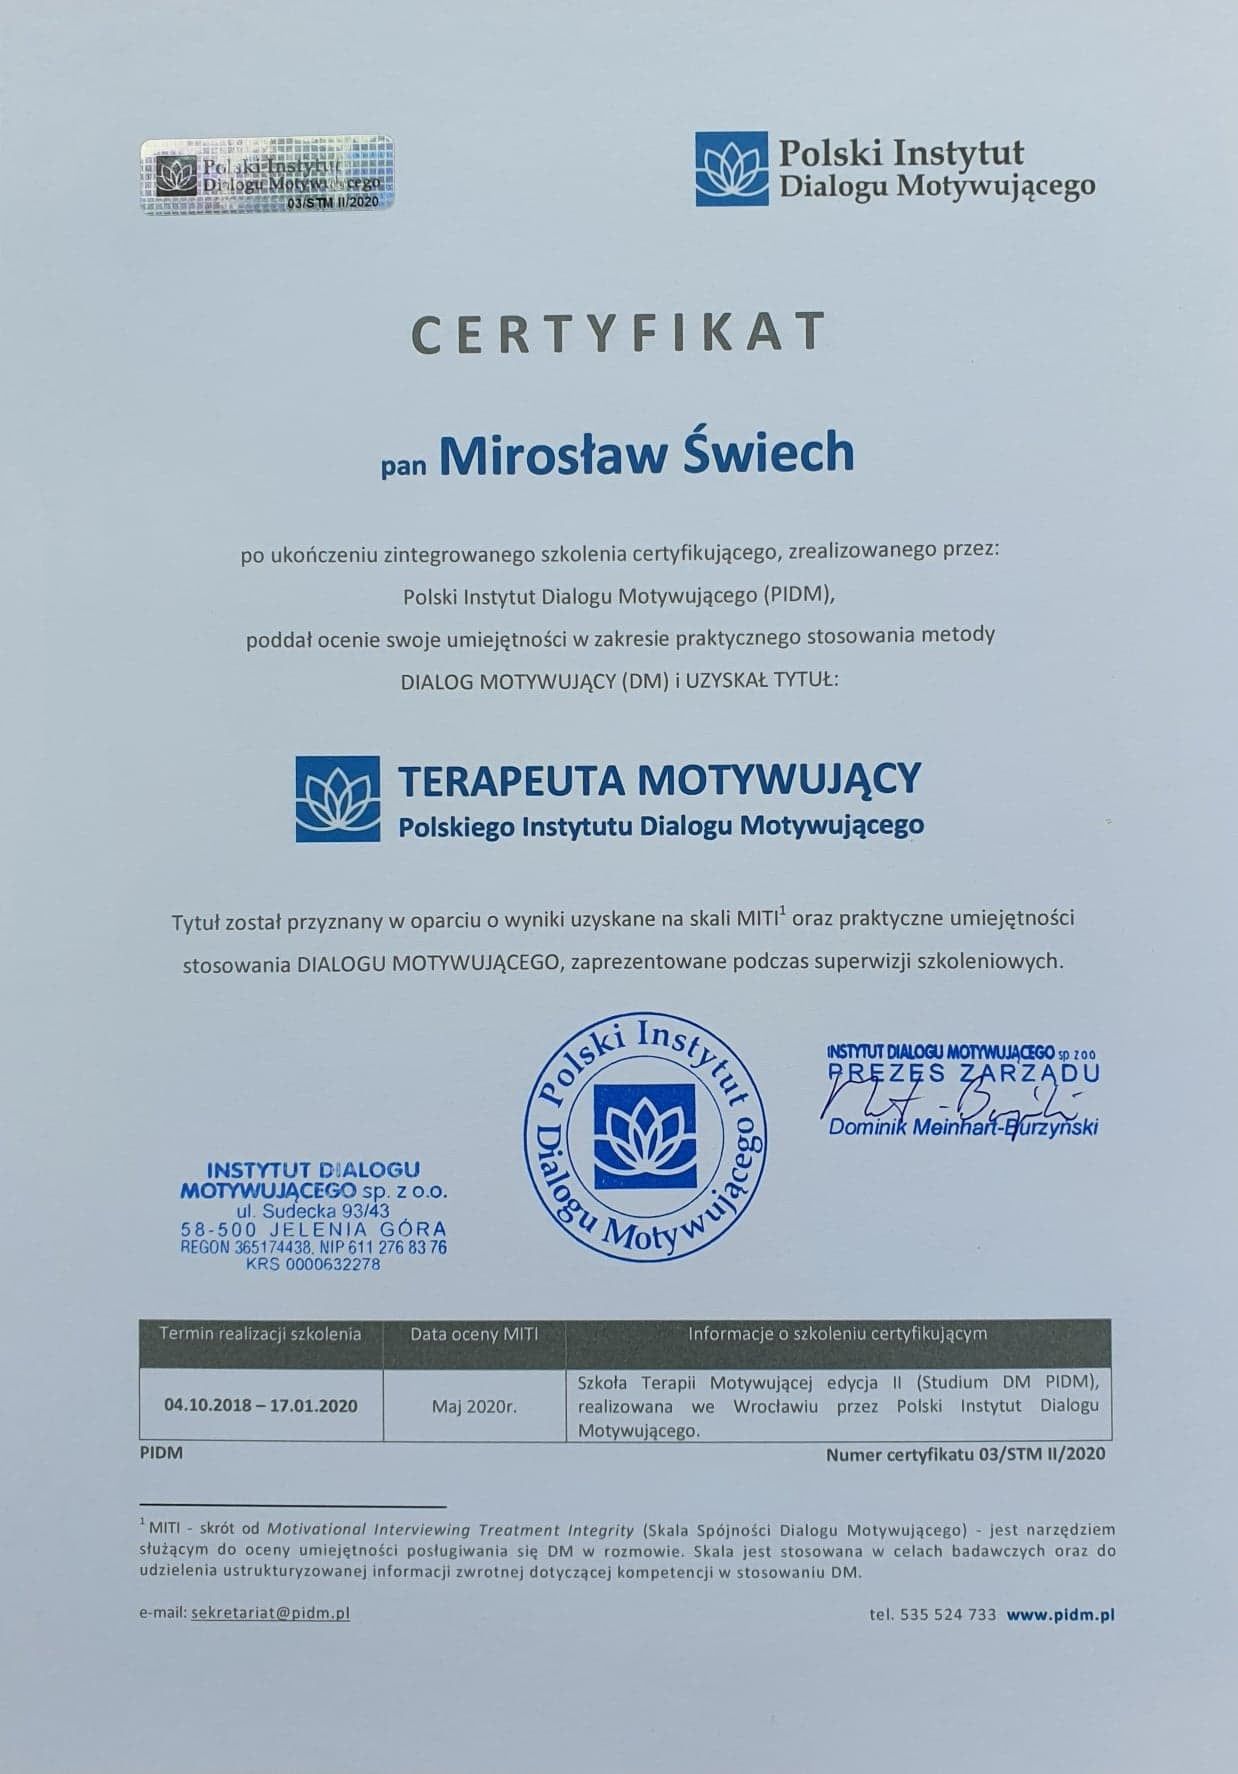 Polski Instytut
Dialogu Motywującego
03/STM II/2020
Polski Instytut
Dialogu Motywującego
CERTYFIKAT
pan Mirosław Świech
po ukończeniu zintegrowanego szkolenia certyfikującego, zrealizowanego przez:
Polski Instytut Dialogu Motywującego (PIDM),
poddał ocenie swoje umiejętności w zakresie praktycznego stosowania metody
DIALOG MOTYWUJĄCY (DM) i UZYSKAŁ TYTUŁ:
TERAPEUTA MOTYWUJĄCY
Polskiego Instytutu Dialogu Motywującego
Tytuł został przyznany w oparciu o wyniki uzyskane na skali MITI¹ oraz praktyczne umiejętności
stosowania DIALOGU MOTYWUJĄCEGO, zaprezentowane podczas superwizji szkoleniowych.
Polski Instytut Dialogu Motywującego
INSTYTUT DIALOGU MOTYWUJĄCEGO sp z o o
PREZES ZARZĄDU
Dominik Meinhart-Burzyński
INSTYTUT DIALOGU
MOTYWUJĄCEGO sp. z o.o.
ul. Sudecka 93/43
58-500 JELENIA GÓRA
REGON 365174438, NIP 611 276 83 76
KRS 0000632278
Termin realizacji szkolenia Data oceny MITI Informacje o szkoleniu certyfikującym
Szkoła Terapii Motywującej edycja II (Studium DM PIDM),
04.10.2018 – 17.01.2020 Maj 2020r. realizowana we Wrocławiu przez Polski Instytut Dialogu
Motywującego.
PIDM Numer certyfikatu 03/STM II/2020
¹ MITI - skrót od Motivational Interviewing Treatment Integrity (Skala Spójności Dialogu Motywującego) - jest narzędziem
służącym do oceny umiejętności posługiwania się DM w rozmowie. Skala jest stosowana w celach badawczych oraz do
udzielenia ustrukturyzowanej informacji zwrotnej dotyczącej kompetencji w stosowaniu DM.
e-mail: sekretariat@pidm.pl tel. 535 524 733 www.pidm.pl